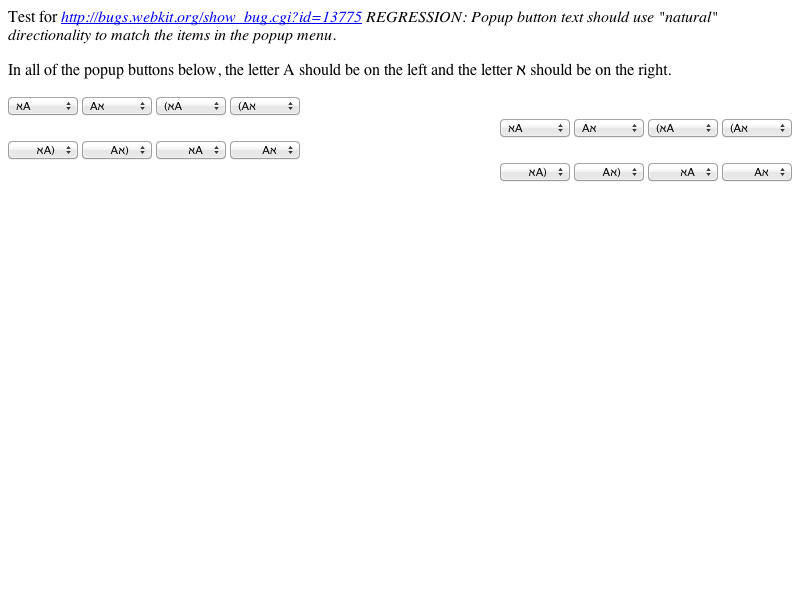 Test for http://bugs.webkit.org/show_bug.cgi?id=13775 REGRESSION: Popup button text should use "natural"
directionality to match the items in the popup menu.
In all of the popup buttons below, the letter A should be on the left and the letter א should be on the right.
אA Aא (אA (Aא
אA Aא (אA (Aא
אA) Aא) אA Aא
אA) Aא) אA Aא